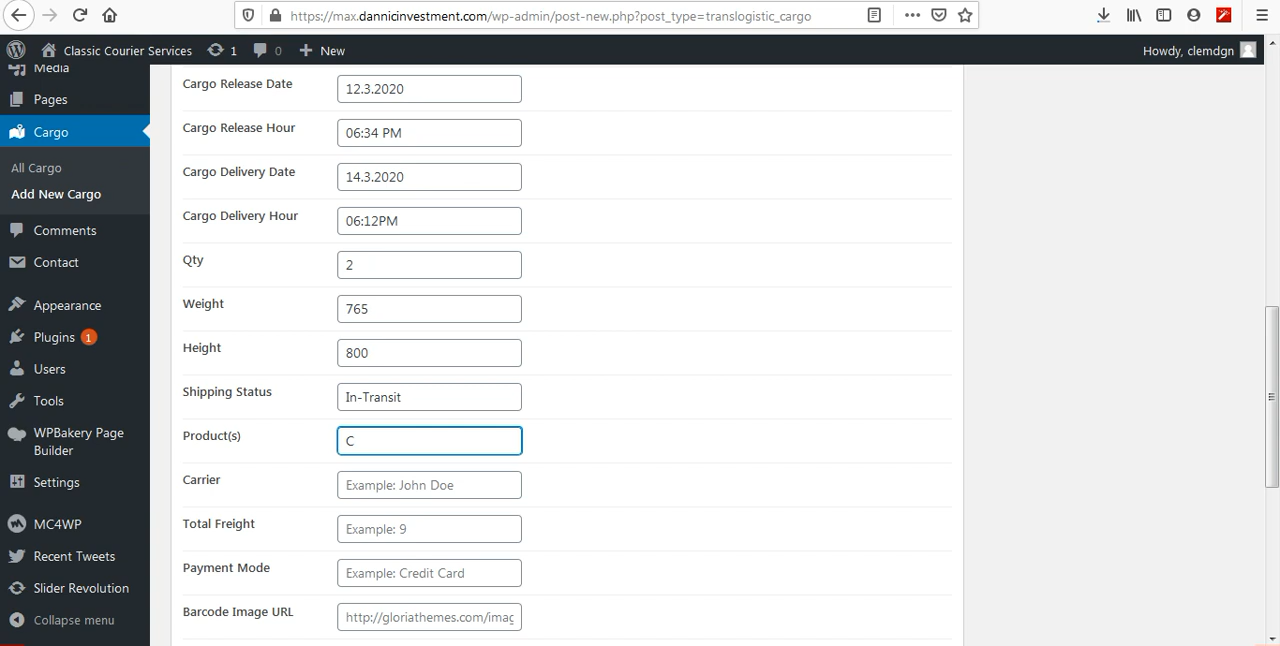 https://max.dannicinvestment.com/wp-admin/post-new.php?post_type=translogistic_cargo
Classic Courier Services 1 0 + New Howdy, clemdgn
Media
Pages
Cargo
All Cargo
Add New Cargo
Comments
Contact
Appearance
Plugins 1
Users
Tools
WPBakery Page
Builder
Settings
MC4WP
Recent Tweets
Slider Revolution
Collapse menu
Cargo Release Date 12.3.2020
Cargo Release Hour 06:34 PM
Cargo Delivery Date 14.3.2020
Cargo Delivery Hour 06:12PM
Qty 2
Weight 765
Height 800
Shipping Status In-Transit
Product(s) C
Carrier Example: John Doe
Total Freight Example: 9
Payment Mode Example: Credit Card
Barcode Image URL http://gloriathemes.com/imag